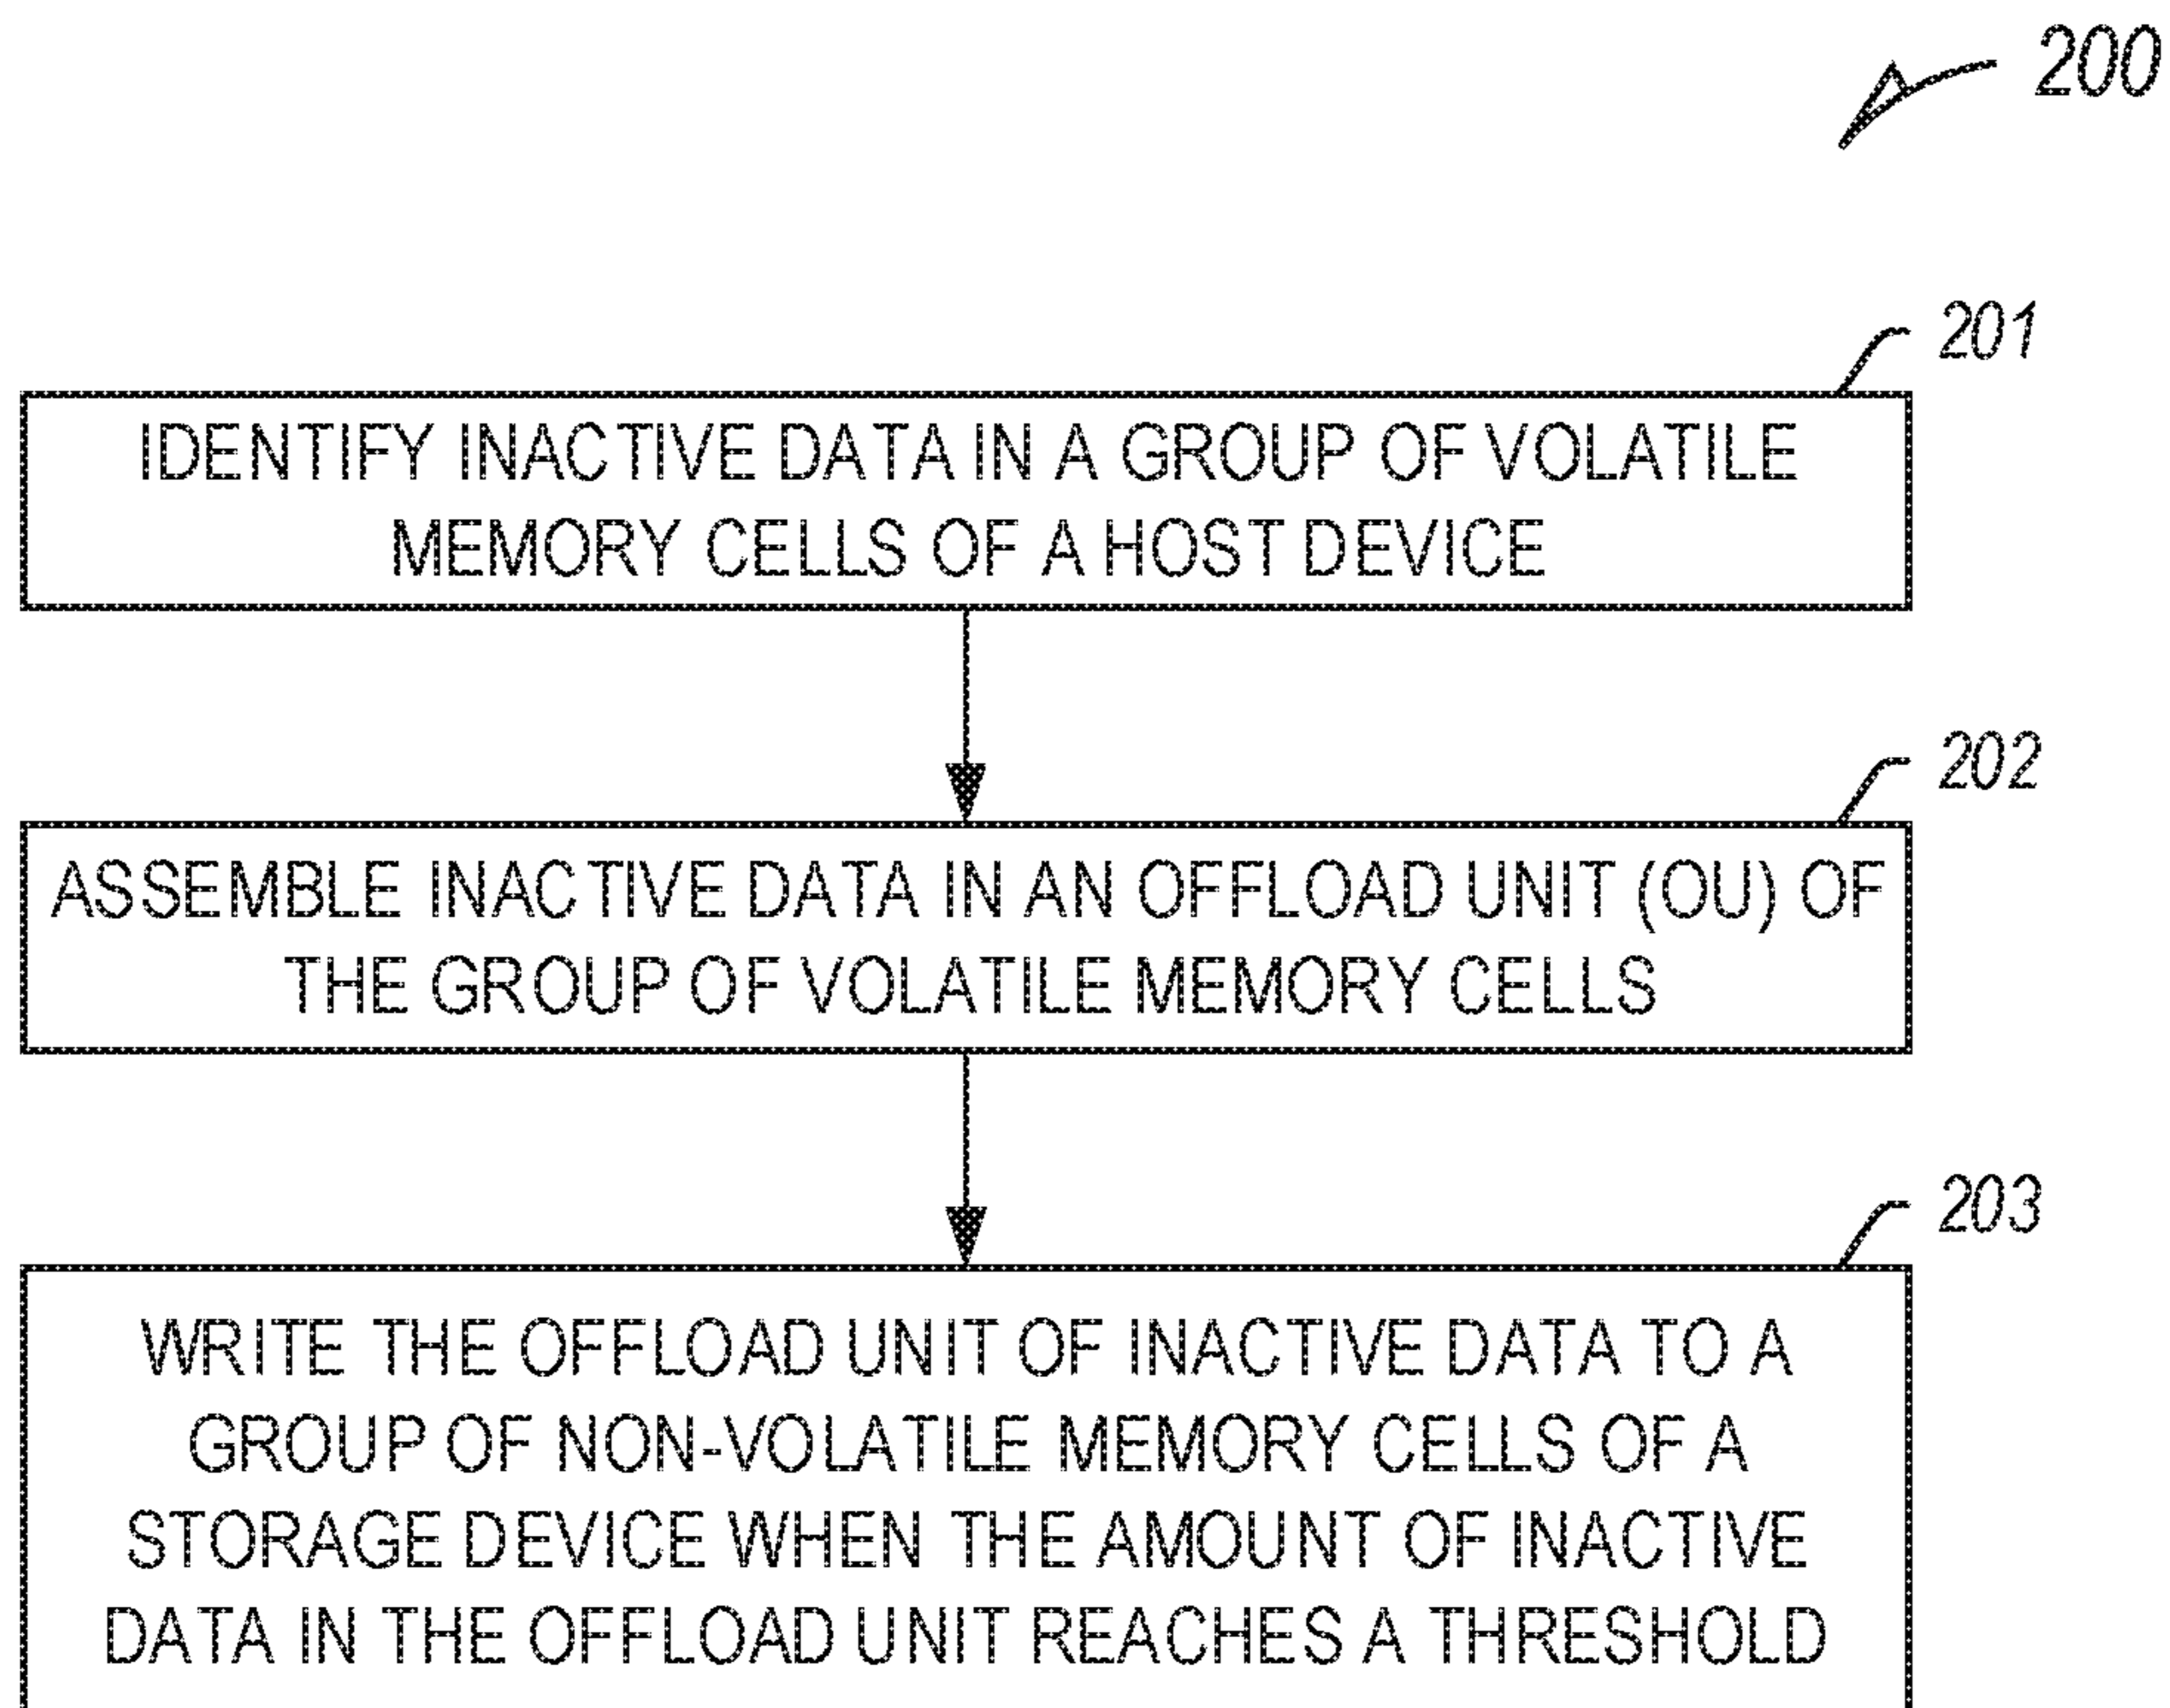 200
201
IDENTIFY INACTIVE DATA IN A GROUP OF VOLATILE
MEMORY CELLS OF A HOST DEVICE
202
ASSEMBLE INACTIVE DATA IN AN OFFLOAD UNIT (OU) OF
THE GROUP OF VOLATILE MEMORY CELLS
203
WRITE THE OFFLOAD UNIT OF INACTIVE DATA TO A
GROUP OF NON-VOLATILE MEMORY CELLS OF A
STORAGE DEVICE WHEN THE AMOUNT OF INACTIVE
DATA IN THE OFFLOAD UNIT REACHES A THRESHOLD